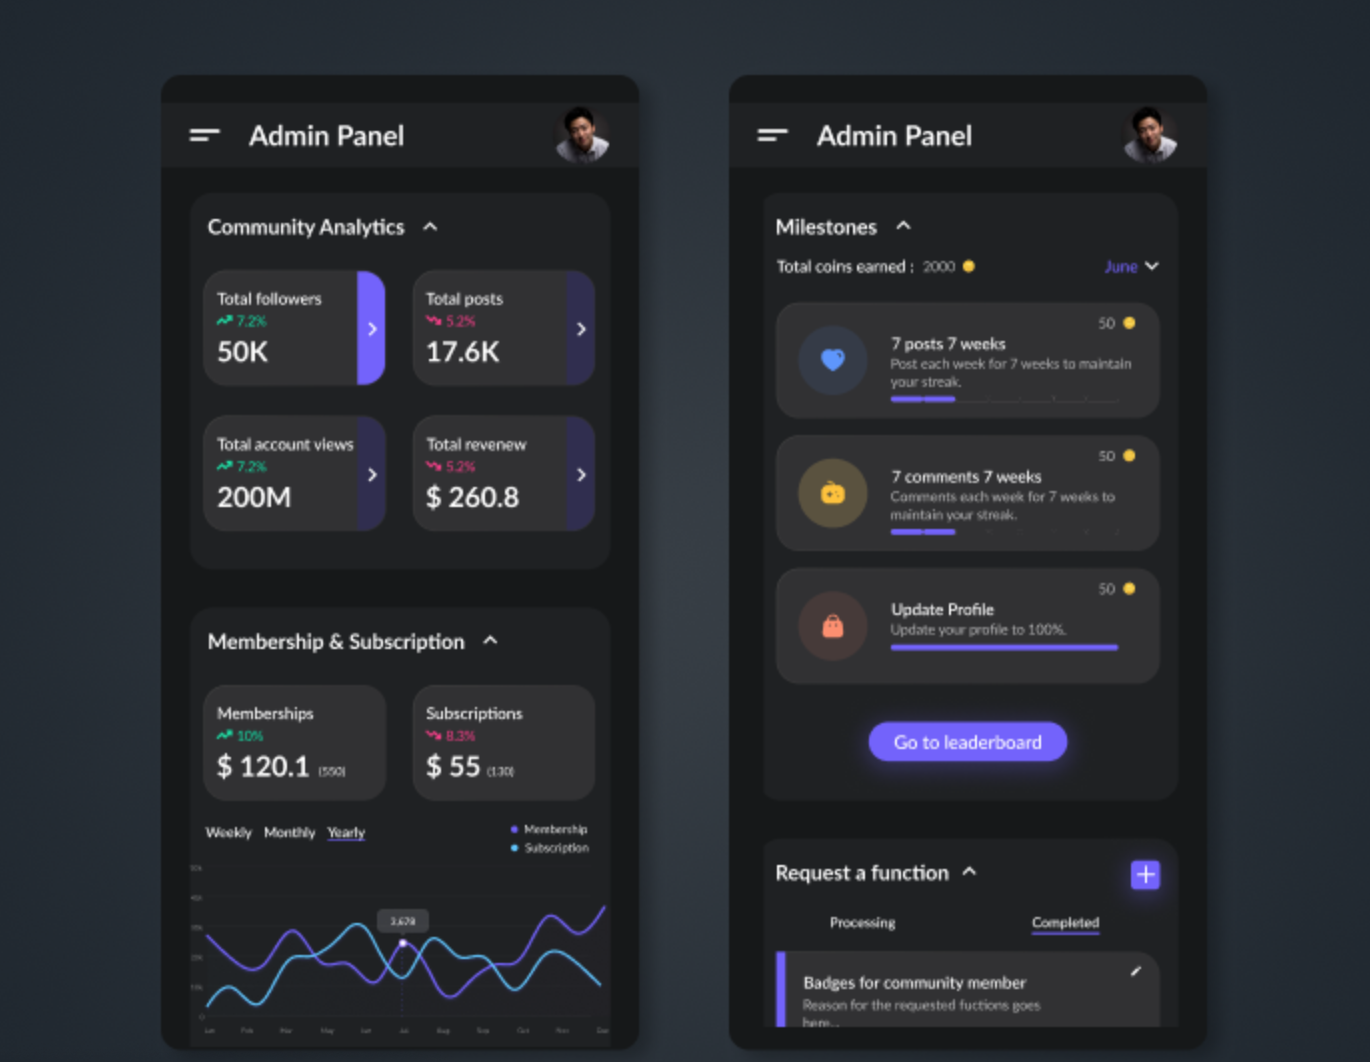 Admin Panel
Community Analytics
Total followers
7.2%
50K
Total posts
5.2%
17.6K
Total account views
7.2%
200M
Total revenew
5.2%
$ 260.8
Membership & Subscription
Memberships
10%
$ 120.1 (550)
Subscriptions
8.3%
$ 55 (130)
Weekly Monthly Yearly
Membership
Subscription
0
Admin Panel
Milestones
Total coins earned : 2000
June
50
7 posts 7 weeks
Post each week for 7 weeks to maintain
your streak.
50
7 comments 7 weeks
Comments each week for 7 weeks to
maintain your streak.
50
Update Profile
Update your profile to 100%.
Go to leaderboard
Request a function
Processing
Completed
Badges for community member
Reason for the requested fuctions goes
here...